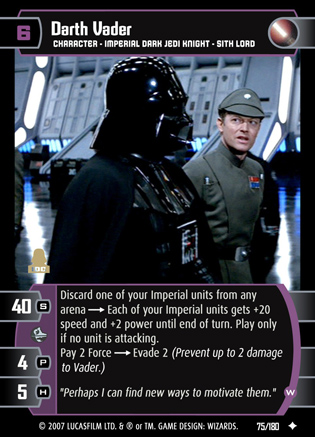 6
Darth Vader
CHARACTER - IMPERIAL DARK JEDI KNIGHT - SITH LORD
40 S
4 P
5 H
Discard one of your Imperial units from any
arena → Each of your Imperial units gets +20
speed and +2 power until end of turn. Play only
if no unit is attacking.
Pay 2 Force → Evade 2 (Prevent up to 2 damage
to Vader.)
"Perhaps I can find new ways to motivate them." W
© 2007 LUCASFILM LTD. & ® or TM. GAME DESIGN: WIZARDS. 75/180